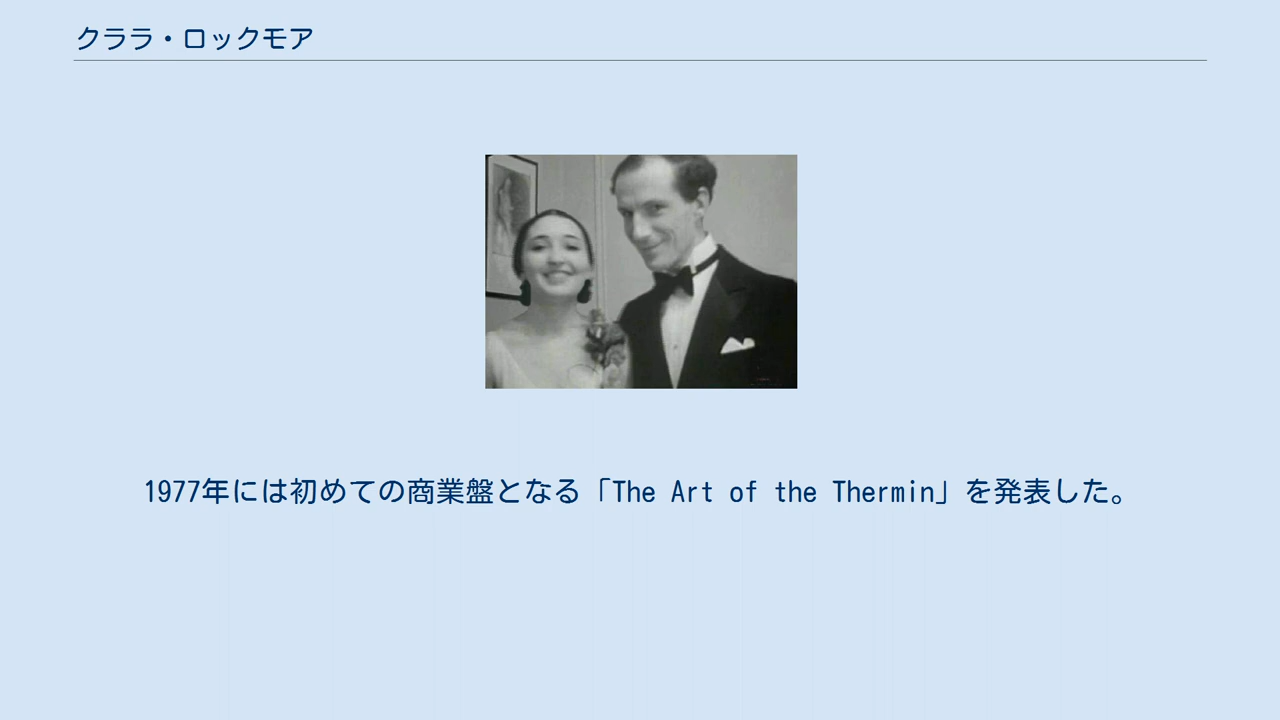 クララ・ロックモア
1977年には初めての商業盤となる「The Art of the Thermin」を発表した。